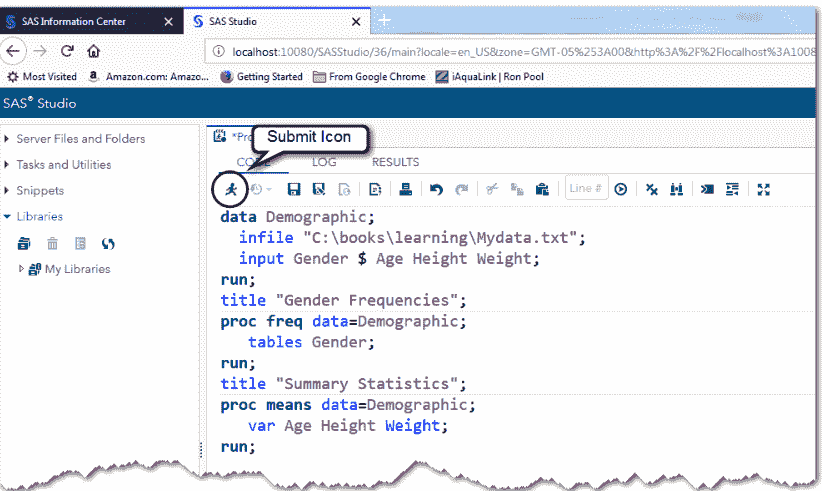 SAS Information Center
SAS Studio
localhost:10080/SASStudio/36/main?locale=en_US&zone=GMT-05%253A00&http%3A%2F%2Flocalhost%3A1008
Most Visited Amazon.com: Amazo... Getting Started From Google Chrome iAquaLink | Ron Pool
SAS® Studio
Server Files and Folders
Tasks and Utilities
Snippets
Libraries
My Libraries
Submit Icon
LOG RESULTS
Line #
data Demographic;
infile "C:\books\learning\Mydata.txt";
input Gender $ Age Height Weight;
run;
title "Gender Frequencies";
proc freq data=Demographic;
tables Gender;
run;
title "Summary Statistics";
proc means data=Demographic;
var Age Height Weight;
run;